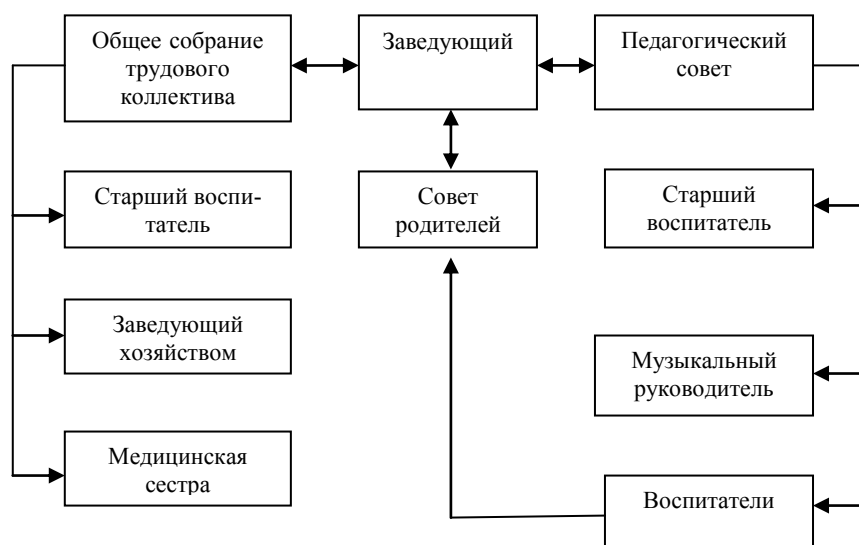 Общее собрание
трудового
коллектива
Заведующий
Педагогический
совет
Старший воспи-
татель
Совет
родителей
Старший
воспитатель
Заведующий
хозяйством
Музыкальный
руководитель
Медицинская
сестра
Воспитатели